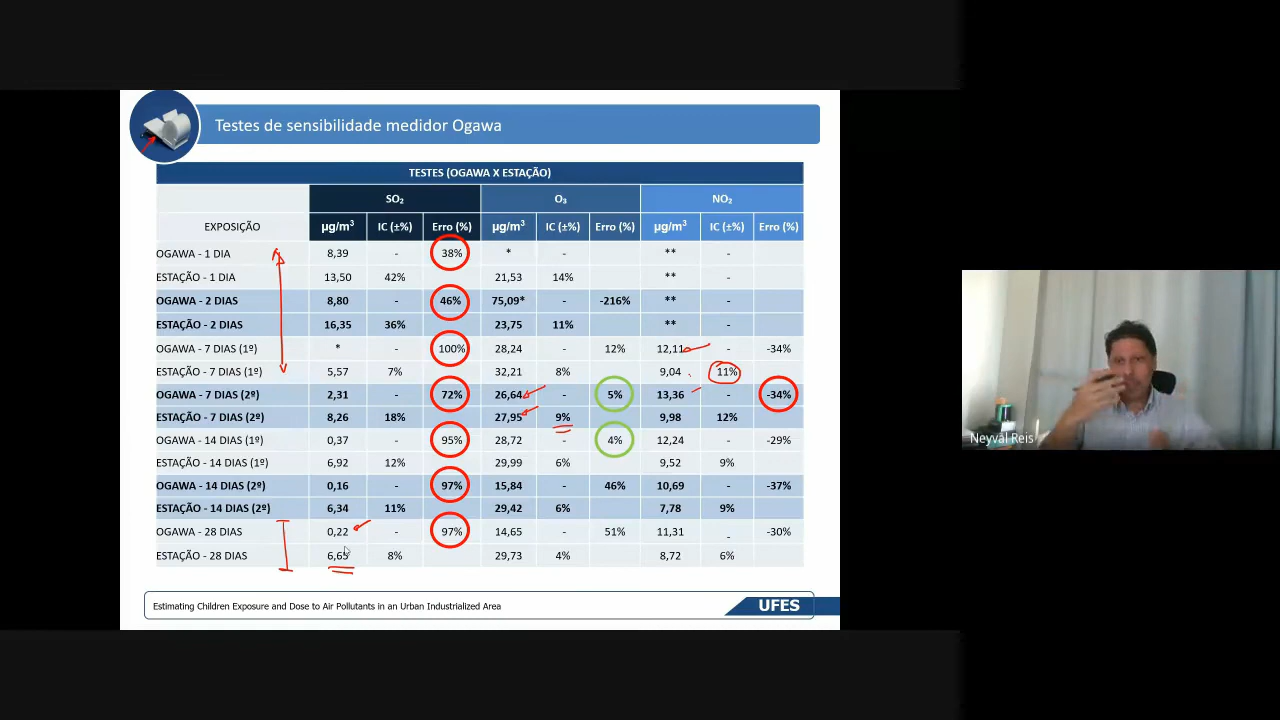 Testes de sensibilidade medidor Ogawa
TESTES (OGAWA X ESTAÇÃO)
SO₂ O₃ NO₂
EXPOSIÇÃO µg/m³ IC (±%) Erro (%) µg/m³ IC (±%) Erro (%) µg/m³ IC (±%) Erro (%)
OGAWA - 1 DIA 8,39 - 38% * - ** -
ESTAÇÃO - 1 DIA 13,50 42% 21,53 14% ** -
OGAWA - 2 DIAS 8,80 - 46% 75,09* - -216% ** -
ESTAÇÃO - 2 DIAS 16,35 36% 23,75 11% ** -
OGAWA - 7 DIAS (1º) * - 100% 28,24 - 12% 12,11 - -34%
ESTAÇÃO - 7 DIAS (1º) 5,57 7% 32,21 8% 9,04 11%
OGAWA - 7 DIAS (2º) 2,31 - 72% 26,64 - 5% 13,36 - -34%
ESTAÇÃO - 7 DIAS (2º) 8,26 18% 27,95 9% 9,98 12%
OGAWA - 14 DIAS (1º) 0,37 - 95% 28,72 - 4% 12,24 - -29%
ESTAÇÃO - 14 DIAS (1º) 6,92 12% 29,99 6% 9,52 9%
OGAWA - 14 DIAS (2º) 0,16 - 97% 15,84 - 46% 10,69 - -37%
ESTAÇÃO - 14 DIAS (2º) 6,34 11% 29,42 6% 7,78 9%
OGAWA - 28 DIAS 0,22 - 97% 14,65 - 51% 11,31 - -30%
ESTAÇÃO - 28 DIAS 6,65 8% 29,73 4% 8,72 6%
Neyval Reis
Estimating Children Exposure and Dose to Air Pollutants in an Urban Industrialized Area
UFES